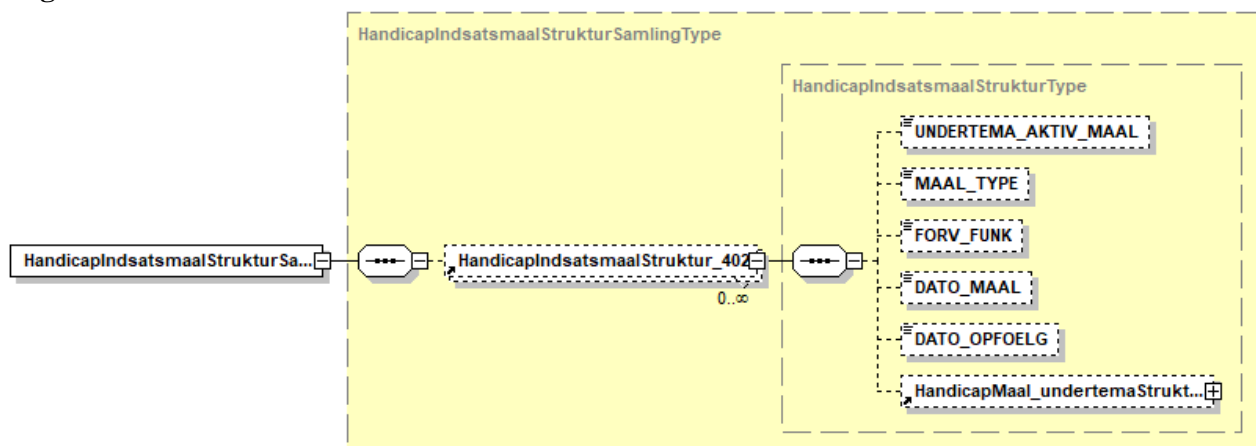 HandicapIndsatsmaalStrukturSamlingType
HandicapIndsatsmaalStrukturType
UNDERTEMA_AKTIV_MAAL
MAAL_TYPE
FORV_FUNK
HandicapIndsatsmaalStrukturSa...
HandicapIndsatsmaalStruktur_402
0..∞
DATO_MAAL
DATO_OPFOELG
HandicapMaal_undertemaStrukt...